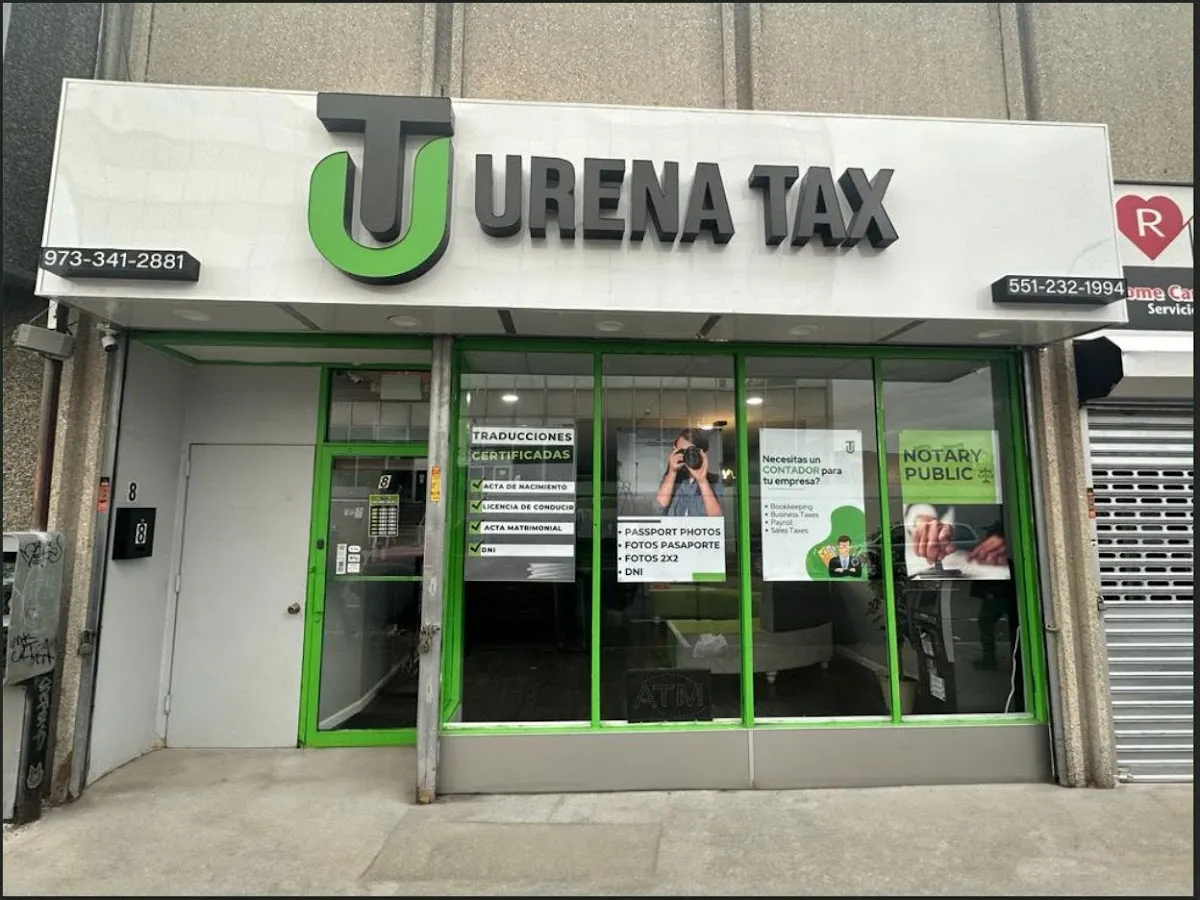 TU URENA TAX
973-341-2881
551-232-1994
R
ome Ca
Servici
8
8
8
TRADUCCIONES
CERTIFICADAS
ACTA DE NACIMIENTO
LICENCIA DE CONDUCIR
ACTA MATRIMONIAL
DNI
• PASSPORT PHOTOS
• FOTOS PASAPORTE
• FOTOS 2X2
• DNI
ATM
Necesitas un
CONTADOR para
tu empresa?
• Bookkeeping
• Business Taxes
• Payroll
• Sales Taxes
NOTARY
PUBLIC